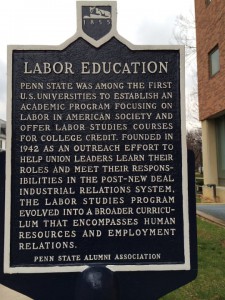 1855
LABOR EDUCATION
PENN STATE WAS AMONG THE FIRST
U.S. UNIVERSITIES TO ESTABLISH AN
ACADEMIC PROGRAM FOCUSING ON
LABOR IN AMERICAN SOCIETY AND
OFFER LABOR STUDIES COURSES
FOR COLLEGE CREDIT. FOUNDED IN
1942 AS AN OUTREACH EFFORT TO
HELP UNION LEADERS LEARN THEIR
ROLES AND MEET THEIR RESPONS-
IBILITIES IN THE POST-NEW DEAL
INDUSTRIAL RELATIONS SYSTEM,
THE LABOR STUDIES PROGRAM
EVOLVED INTO A BROADER CURRICU-
LUM THAT ENCOMPASSES HUMAN
RESOURCES AND EMPLOYMENT
RELATIONS.
PENN STATE ALUMNI ASSOCIATION